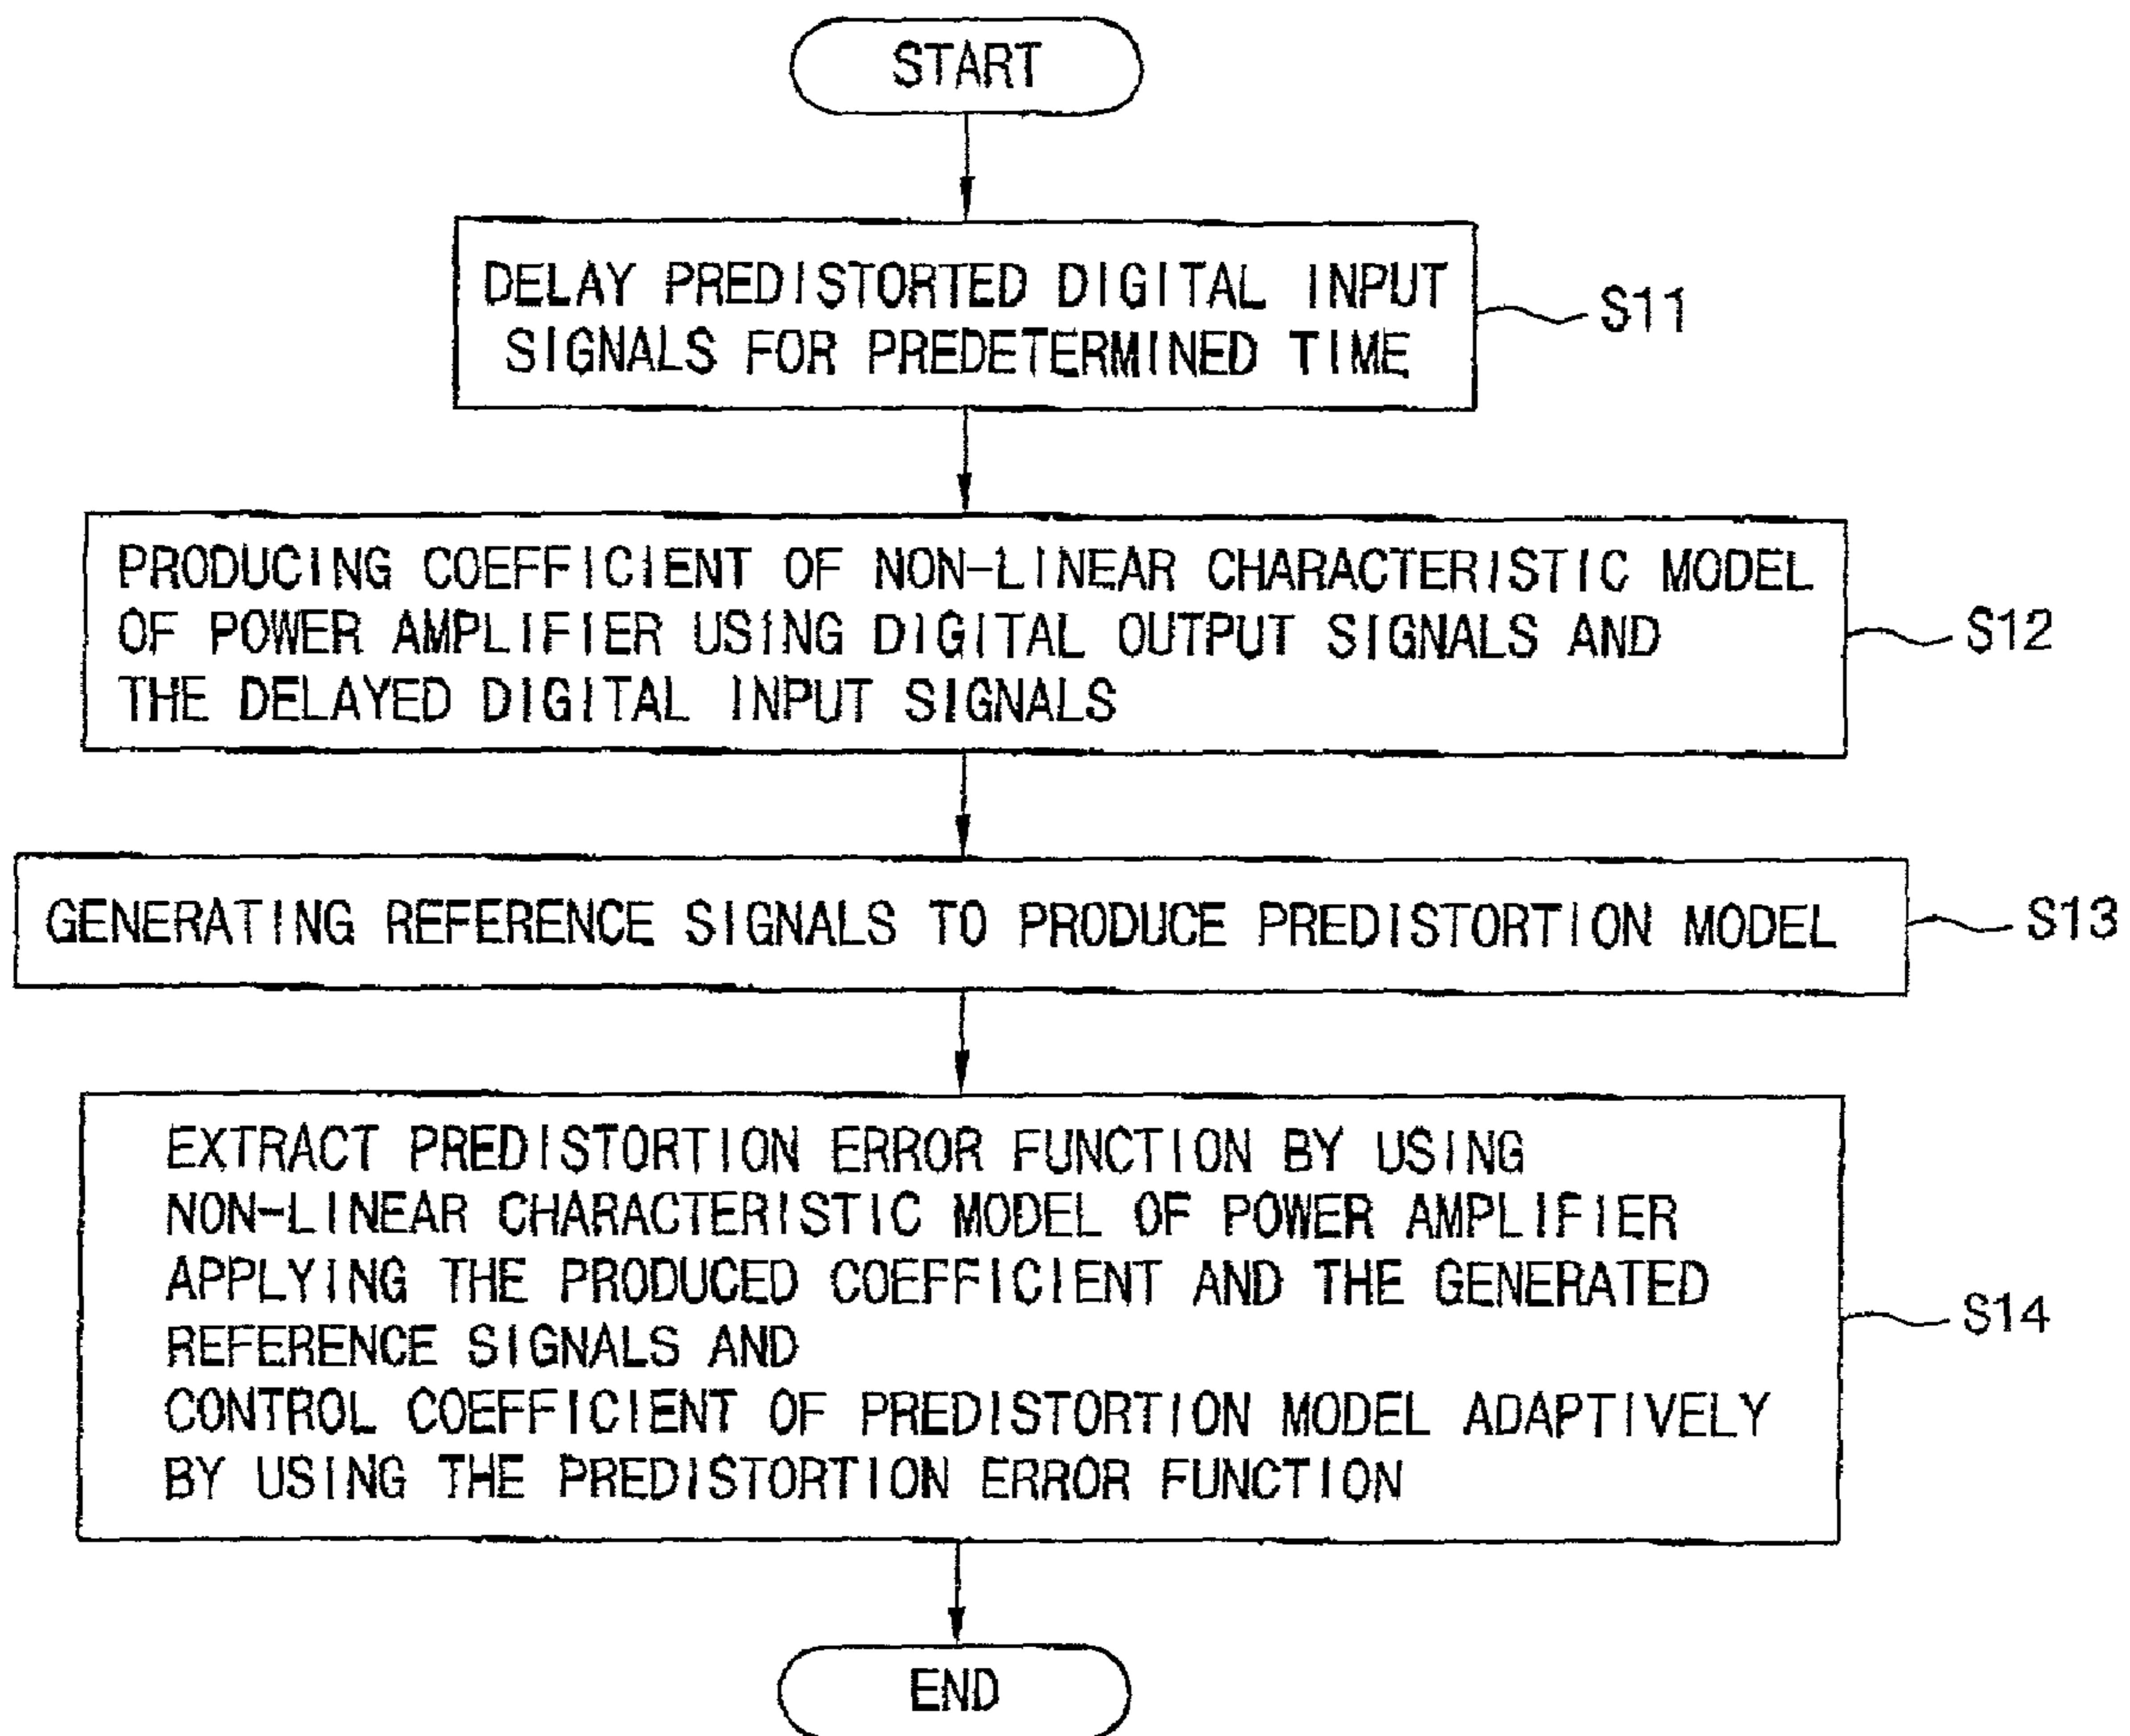 START
DELAY PREDISTORTED DIGITAL INPUT
SIGNALS FOR PREDETERMINED TIME
S11
PRODUCING COEFFICIENT OF NON-LINEAR CHARACTERISTIC MODEL
OF POWER AMPLIFIER USING DIGITAL OUTPUT SIGNALS AND
THE DELAYED DIGITAL INPUT SIGNALS
S12
GENERATING REFERENCE SIGNALS TO PRODUCE PREDISTORTION MODEL
S13
EXTRACT PREDISTORTION ERROR FUNCTION BY USING
NON-LINEAR CHARACTERISTIC MODEL OF POWER AMPLIFIER
APPLYING THE PRODUCED COEFFICIENT AND THE GENERATED
REFERENCE SIGNALS AND
CONTROL COEFFICIENT OF PREDISTORTION MODEL ADAPTIVELY
BY USING THE PREDISTORTION ERROR FUNCTION
S14
END